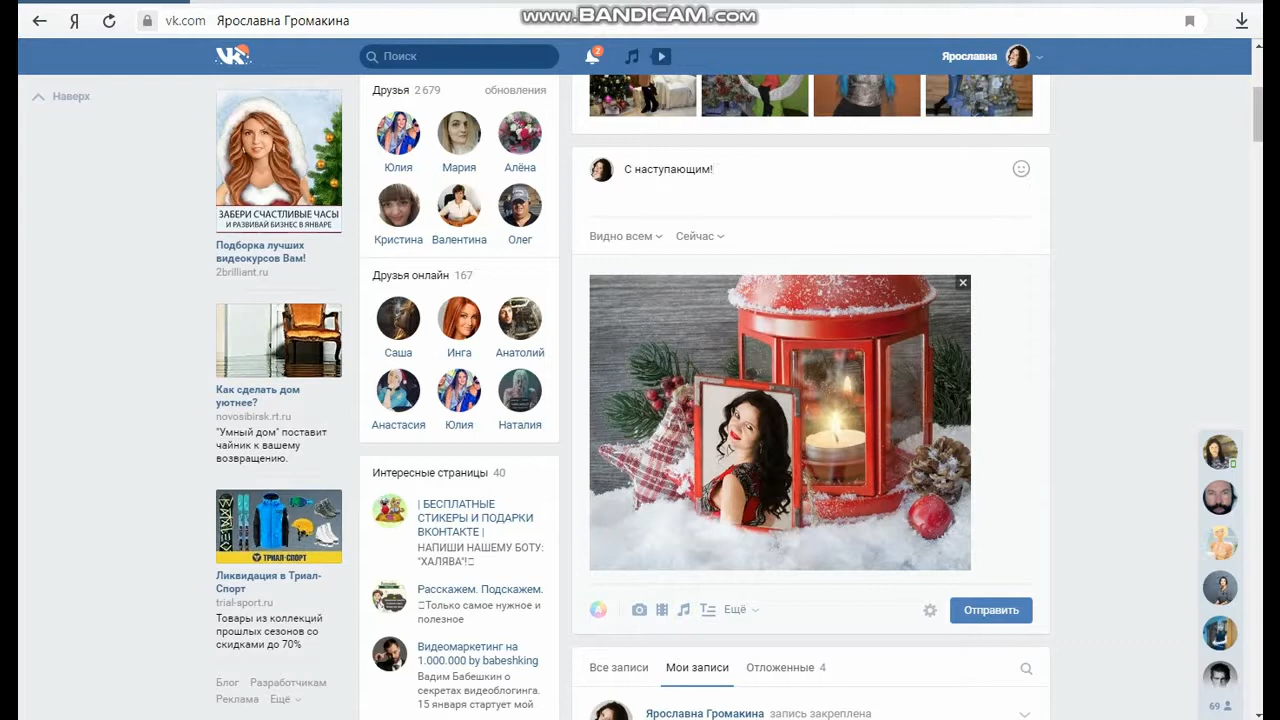 www.BANDICAM.com
vk.com Ярославна Громакина
Поиск
2
Ярославна
Наверх
ЗАБЕРИ СЧАСТЛИВЫЕ ЧАСЫ
И РАЗВИВАЙ БИЗНЕС В ЯНВАРЕ
Подборка лучших
видеокурсов Вам!
2brilliant.ru
Как сделать дом
уютнее?
novosibirsk.rt.ru
"Умный дом" поставит
чайник к вашему
возвращению.
ТРИАЛ-СПОРТ
Ликвидация в Триал-
Спорт
trial-sport.ru
Товары из коллекций
прошлых сезонов со
скидками до 70%
Блог Разработчикам
Реклама Ещё
Друзья 2 679 обновления
Юлия Мария Алёна
Кристина Валентина Олег
Друзья онлайн 167
Саша Инга Анатолий
Анастасия Юлия Наталия
Интересные страницы 40
| БЕСПЛАТНЫЕ
СТИКЕРЫ И ПОДАРКИ
ВКОНТАКТЕ |
НАПИШИ НАШЕМУ БОТУ:
"ХАЛЯВА"!
Расскажем. Подскажем.
Только самое нужное и
полезное
Видеомаркетинг на
1.000.000 by babeshking
Вадим Бабешкин о
секретах видеоблогинга.
15 января стартует мой
С наступающим!
Видно всем Сейчас
Ещё
Отправить
Все записи Мои записи Отложенные 4
Ярославна Громакина запись закреплена
69